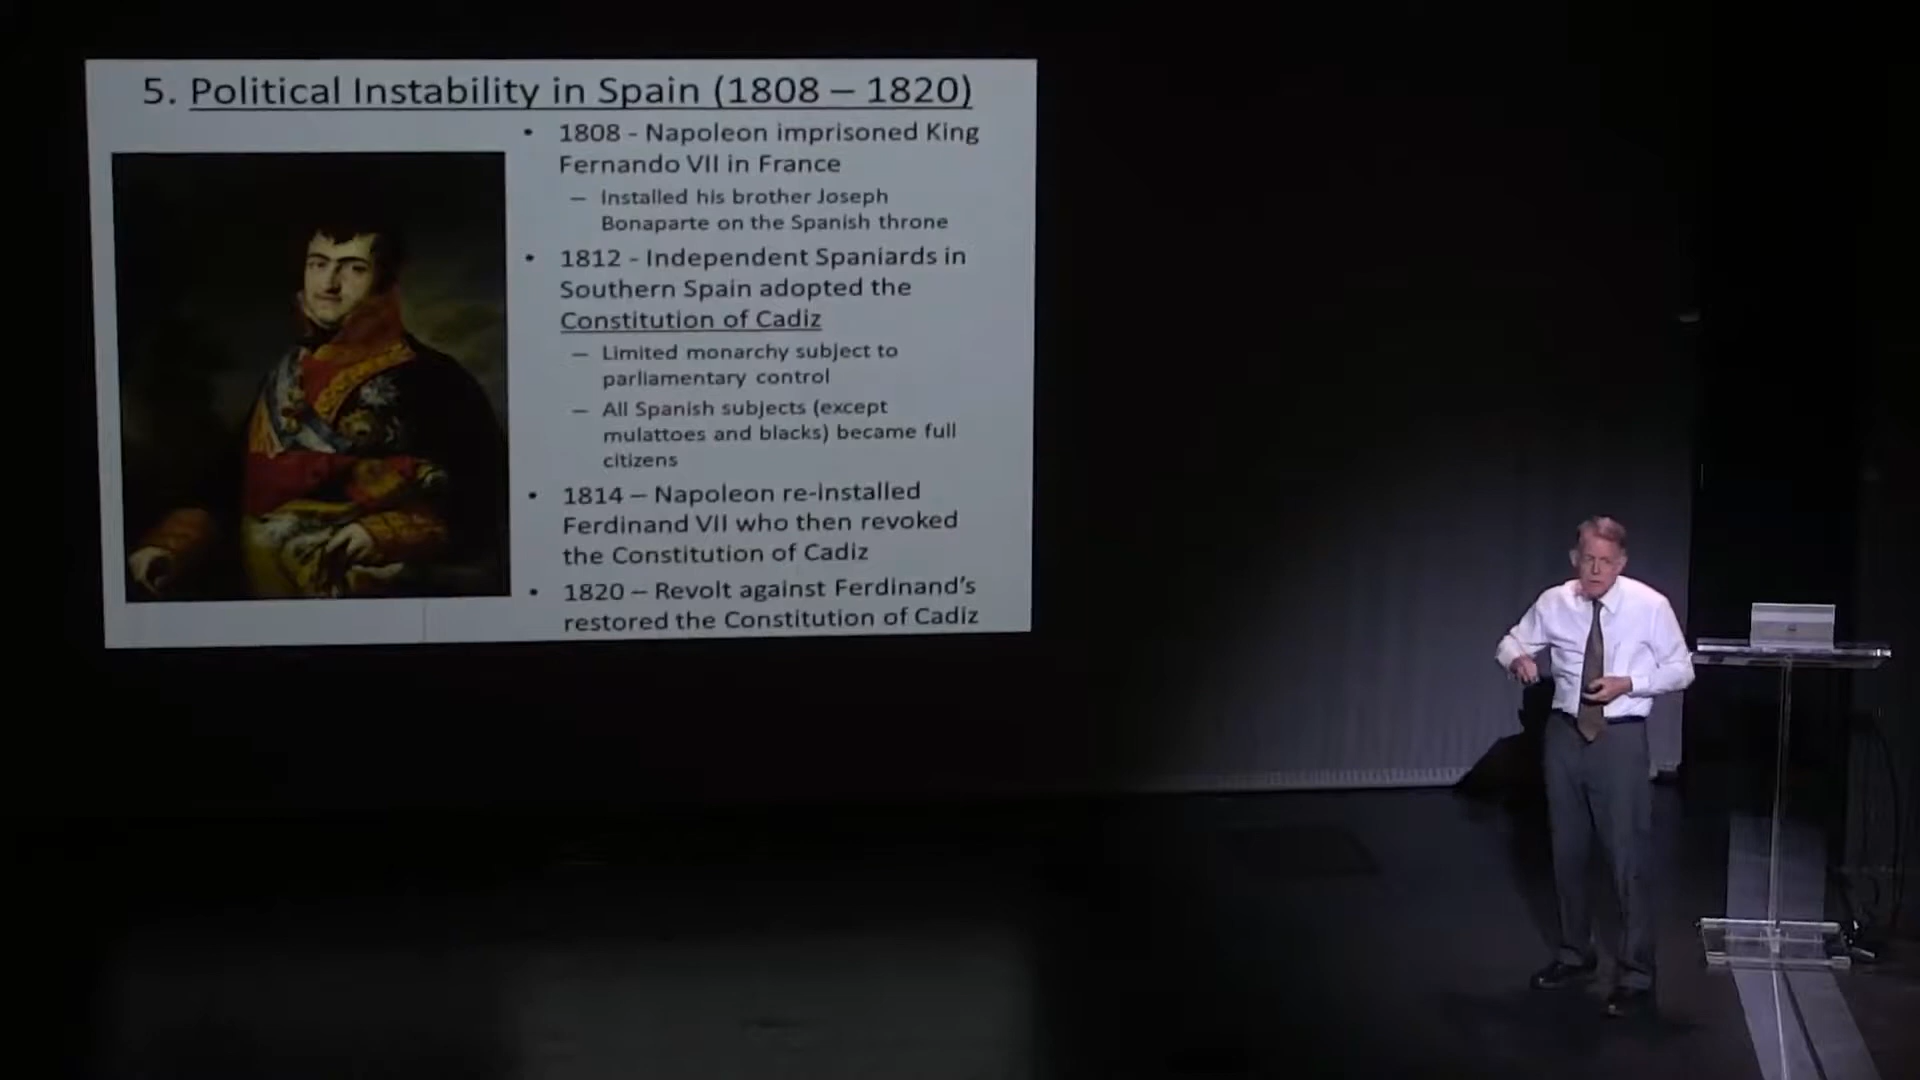 5. Political Instability in Spain (1808 – 1820)
• 1808 - Napoleon imprisoned King
Fernando VII in France
– Installed his brother Joseph
Bonaparte on the Spanish throne
• 1812 - Independent Spaniards in
Southern Spain adopted the
Constitution of Cadiz
– Limited monarchy subject to
parliamentary control
– All Spanish subjects (except
mulattoes and blacks) became full
citizens
• 1814 – Napoleon re-installed
Ferdinand VII who then revoked
the Constitution of Cadiz
• 1820 – Revolt against Ferdinand's
restored the Constitution of Cadiz